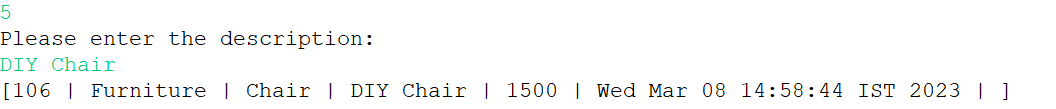 5
Please enter the description:
DIY Chair
[106 | Furniture | Chair | DIY Chair | 1500 | Wed Mar 08 14:58:44 IST 2023 | ]